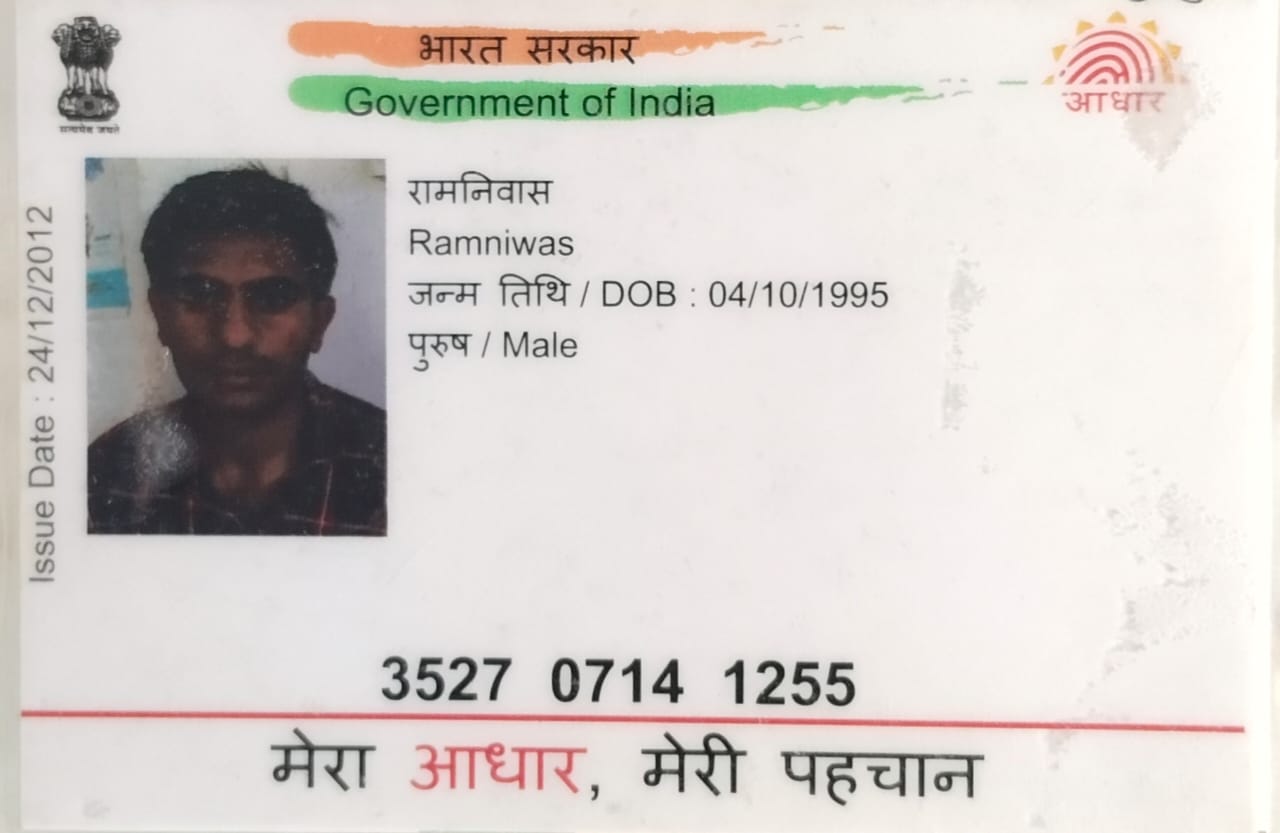 भारत सरकार
Government of India
सत्यमेव जयते
आधार
Issue Date : 24/12/2012
रामनिवास
Ramniwas
जन्म तिथि / DOB : 04/10/1995
पुरुष / Male
3527 0714 1255
मेरा आधार, मेरी पहचान